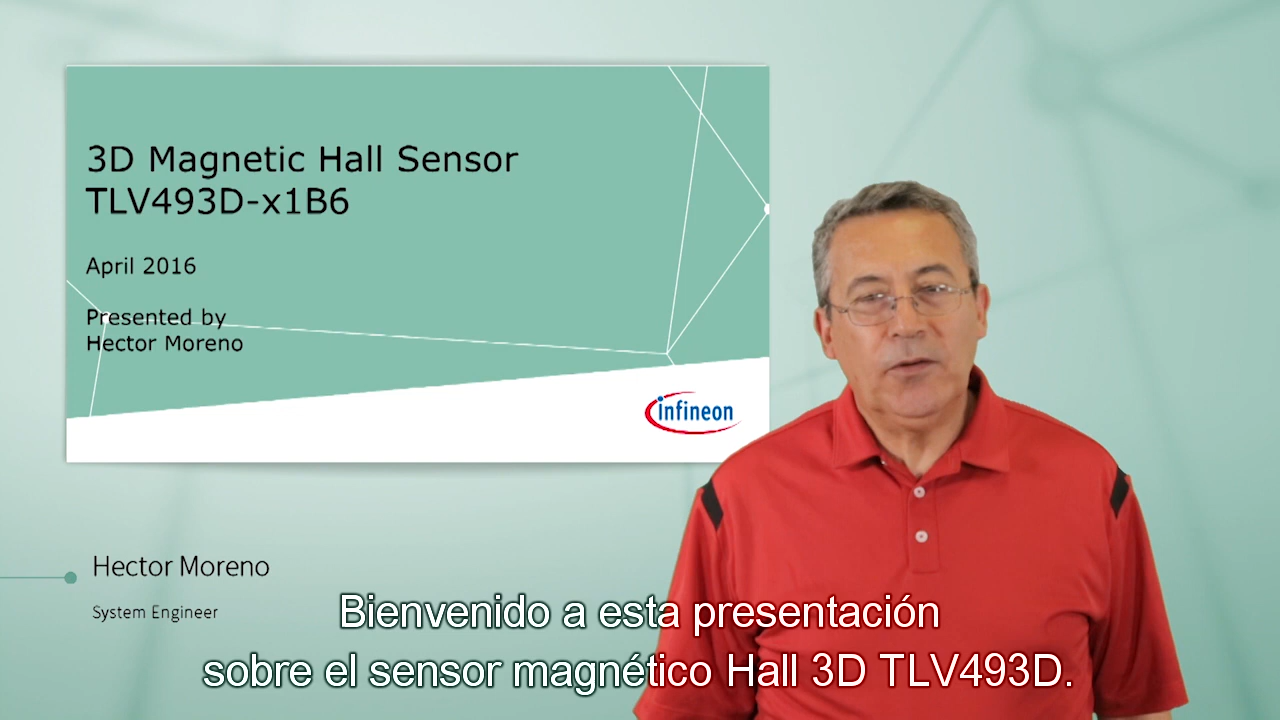 3D Magnetic Hall Sensor
TLV493D-x1B6
April 2016
Presented by
Hector Moreno
infineon
Hector Moreno
System Engineer
Bienvenido a esta presentación
sobre el sensor magnético Hall 3D TLV493D.